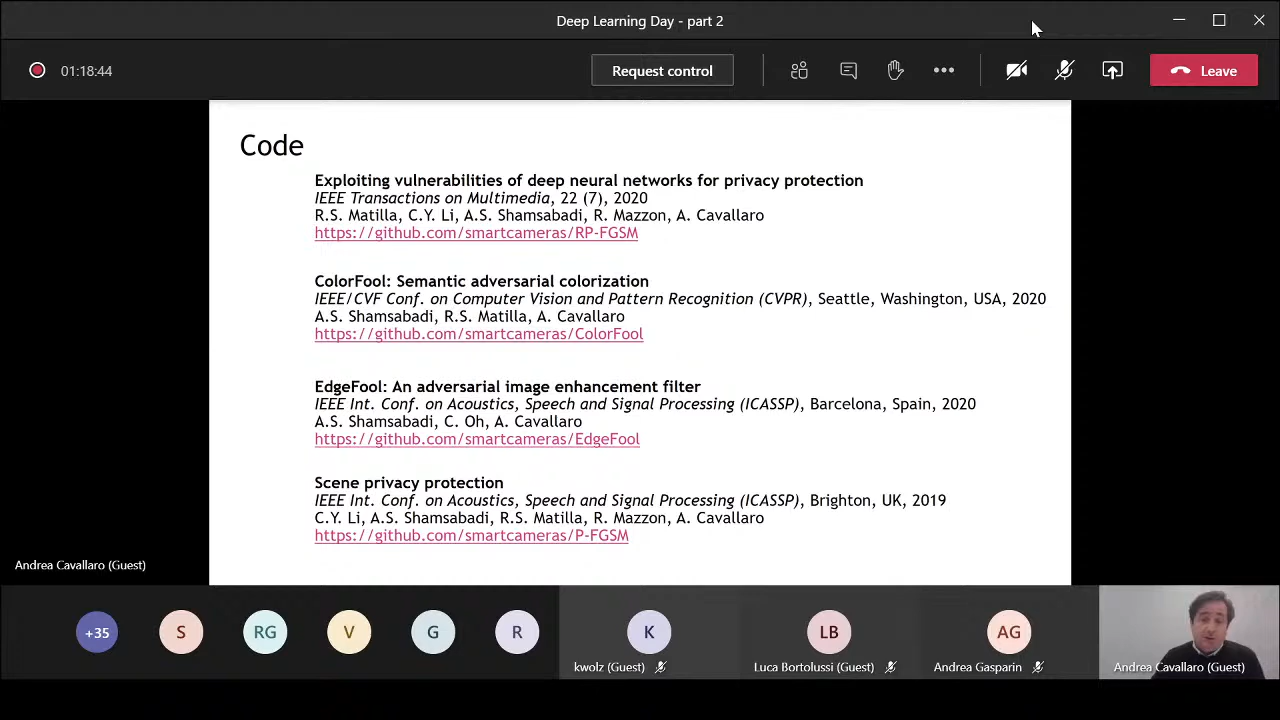 Deep Learning Day - part 2
01:18:44
Request control
Leave
Code
Exploiting vulnerabilities of deep neural networks for privacy protection
IEEE Transactions on Multimedia, 22 (7), 2020
R.S. Matilla, C.Y. Li, A.S. Shamsabadi, R. Mazzon, A. Cavallaro
https://github.com/smartcameras/RP-FGSM
ColorFool: Semantic adversarial colorization
IEEE/CVF Conf. on Computer Vision and Pattern Recognition (CVPR), Seattle, Washington, USA, 2020
A.S. Shamsabadi, R.S. Matilla, A. Cavallaro
https://github.com/smartcameras/ColorFool
EdgeFool: An adversarial image enhancement filter
IEEE Int. Conf. on Acoustics, Speech and Signal Processing (ICASSP), Barcelona, Spain, 2020
A.S. Shamsabadi, C. Oh, A. Cavallaro
https://github.com/smartcameras/EdgeFool
Scene privacy protection
IEEE Int. Conf. on Acoustics, Speech and Signal Processing (ICASSP), Brighton, UK, 2019
C.Y. Li, A.S. Shamsabadi, R.S. Matilla, R. Mazzon, A. Cavallaro
https://github.com/smartcameras/P-FGSM
Andrea Cavallaro (Guest)
+35 S RG V G R K LB AG
kwolz (Guest) Luca Bortolussi (Guest) Andrea Gasparin Andrea Cavallaro (Guest)